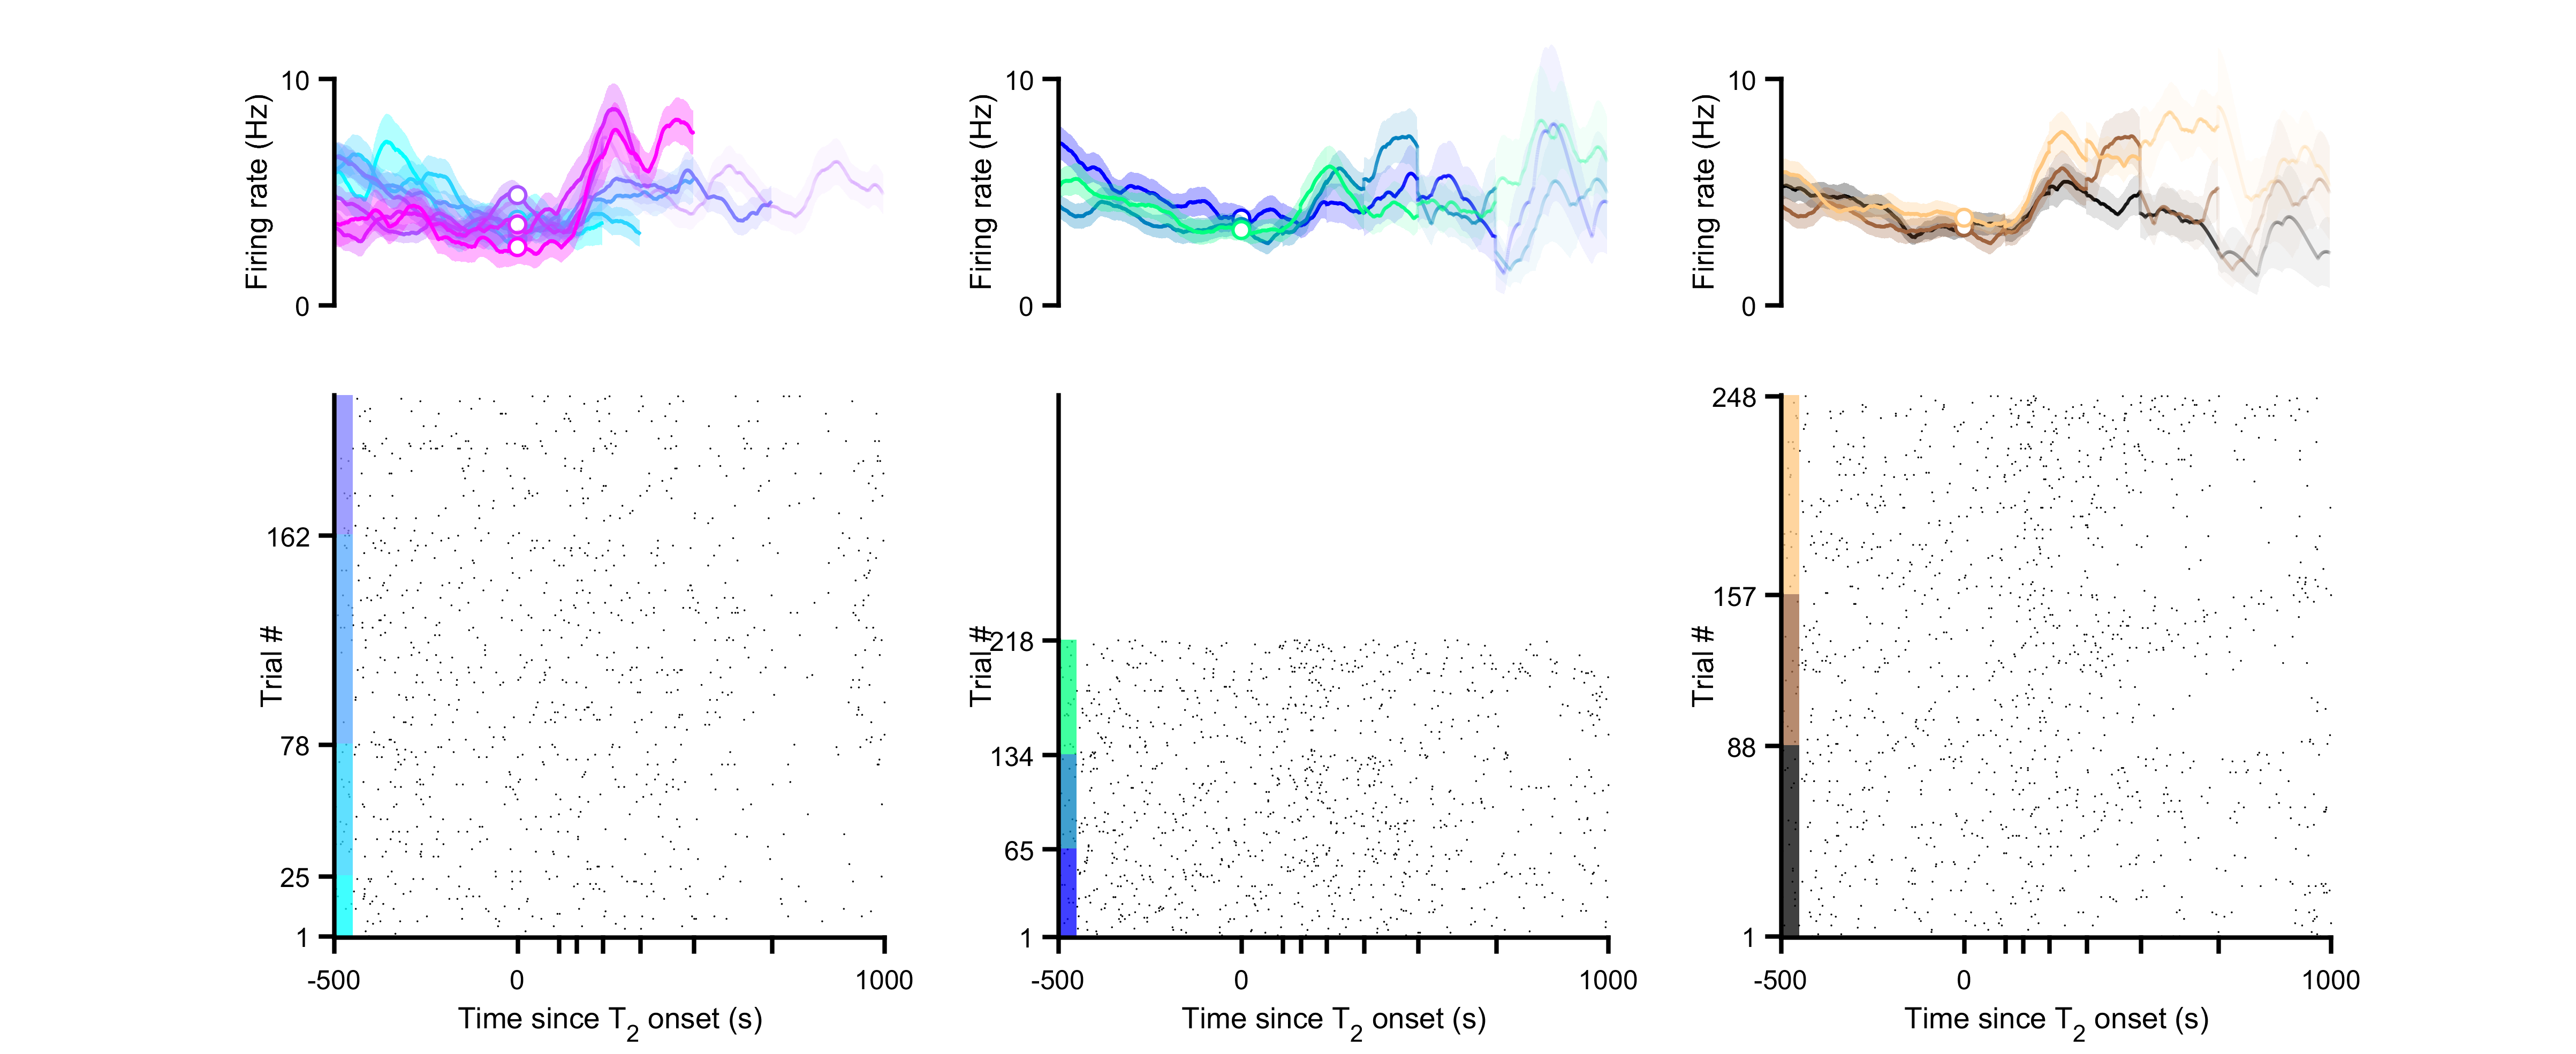 10
Firing rate (Hz)
0
10
Firing rate (Hz)
0
10
Firing rate (Hz)
0
162
78
25
1
Trial #
-500 0 1000
Time since T2 onset (s)
218
134
65
1
Trial #
-500 0 1000
Time since T2 onset (s)
248
157
88
1
Trial #
-500 0 1000
Time since T2 onset (s)